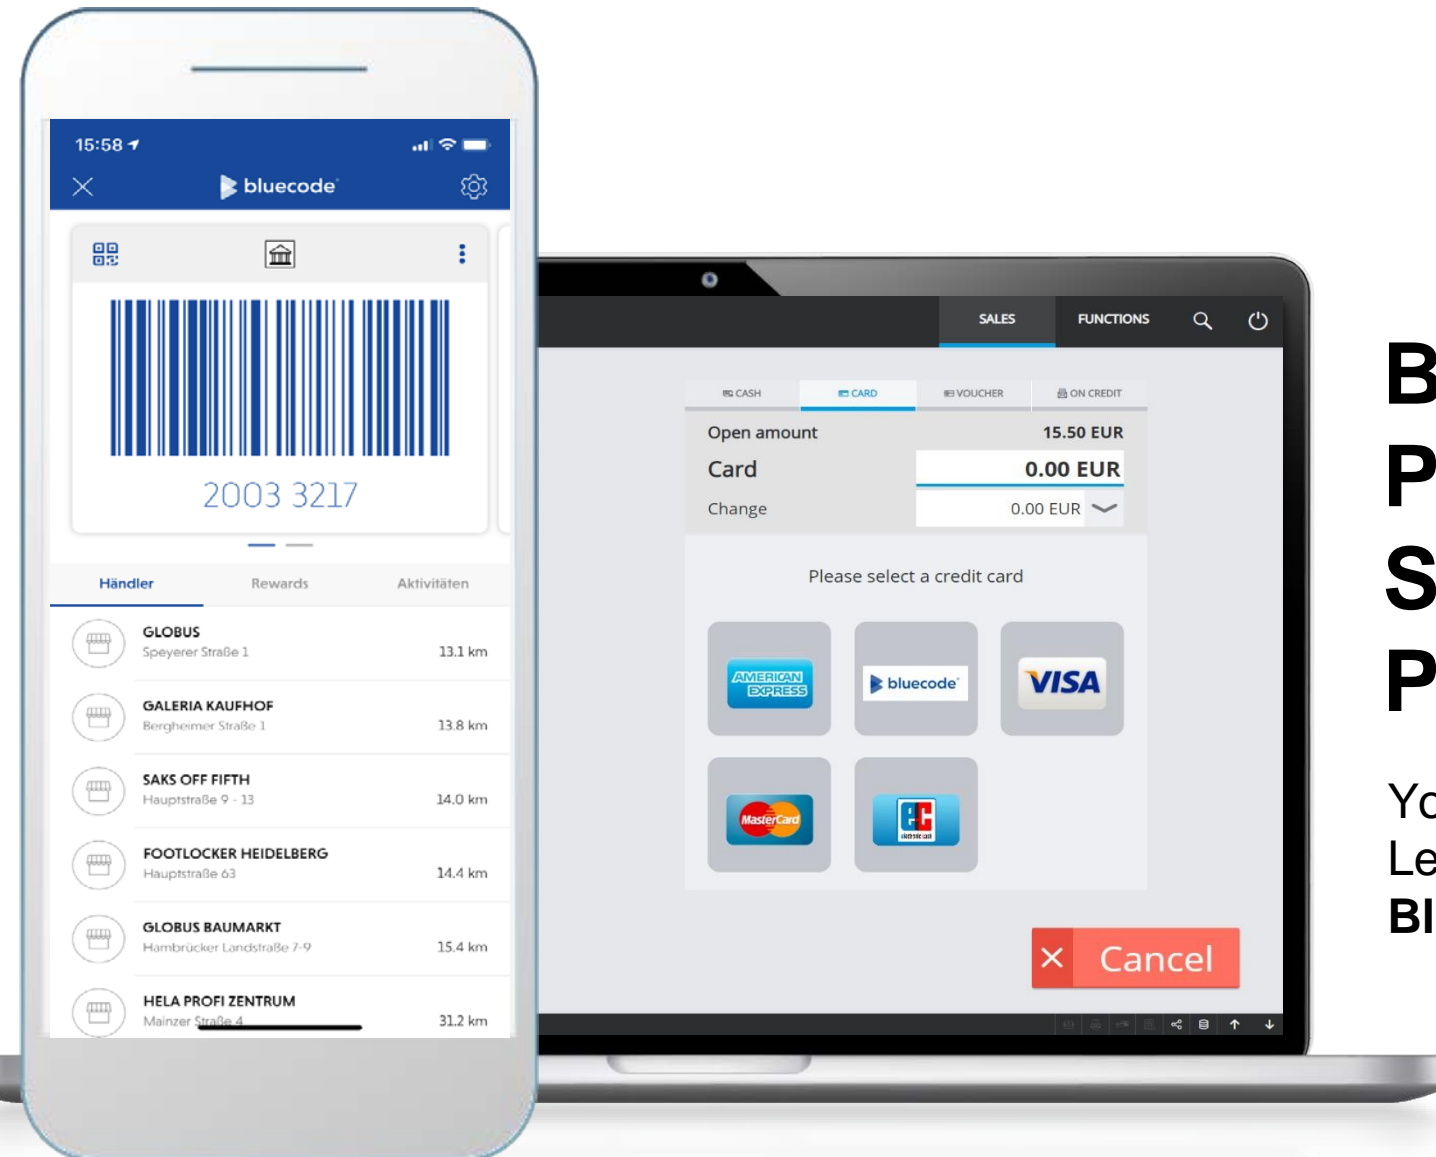 15:58
bluecode
2003 3217
Händler Rewards Aktivitäten
GLOBUS
Speyerer Straße 1 13.1 km
GALERIA KAUFHOF
Bergheimer Straße 1 13.8 km
SAKS OFF FIFTH
Hauptstraße 9 - 13 14.0 km
FOOTLOCKER HEIDELBERG
Hauptstraße 63 14.4 km
GLOBUS BAUMARKT
Hambrücker Landstraße 7-9 15.4 km
HELA PROFI ZENTRUM
Mainzer Straße 4 31.2 km
SALES FUNCTIONS
CASH CARD VOUCHER ON CREDIT
Open amount 15.50 EUR
Card 0.00 EUR
Change 0.00 EUR
Please select a credit card
AMERICAN EXPRESS
bluecode
VISA
MasterCard
ec
electronic cash
Cancel
B
P
S
P
Yo
Le
Bl